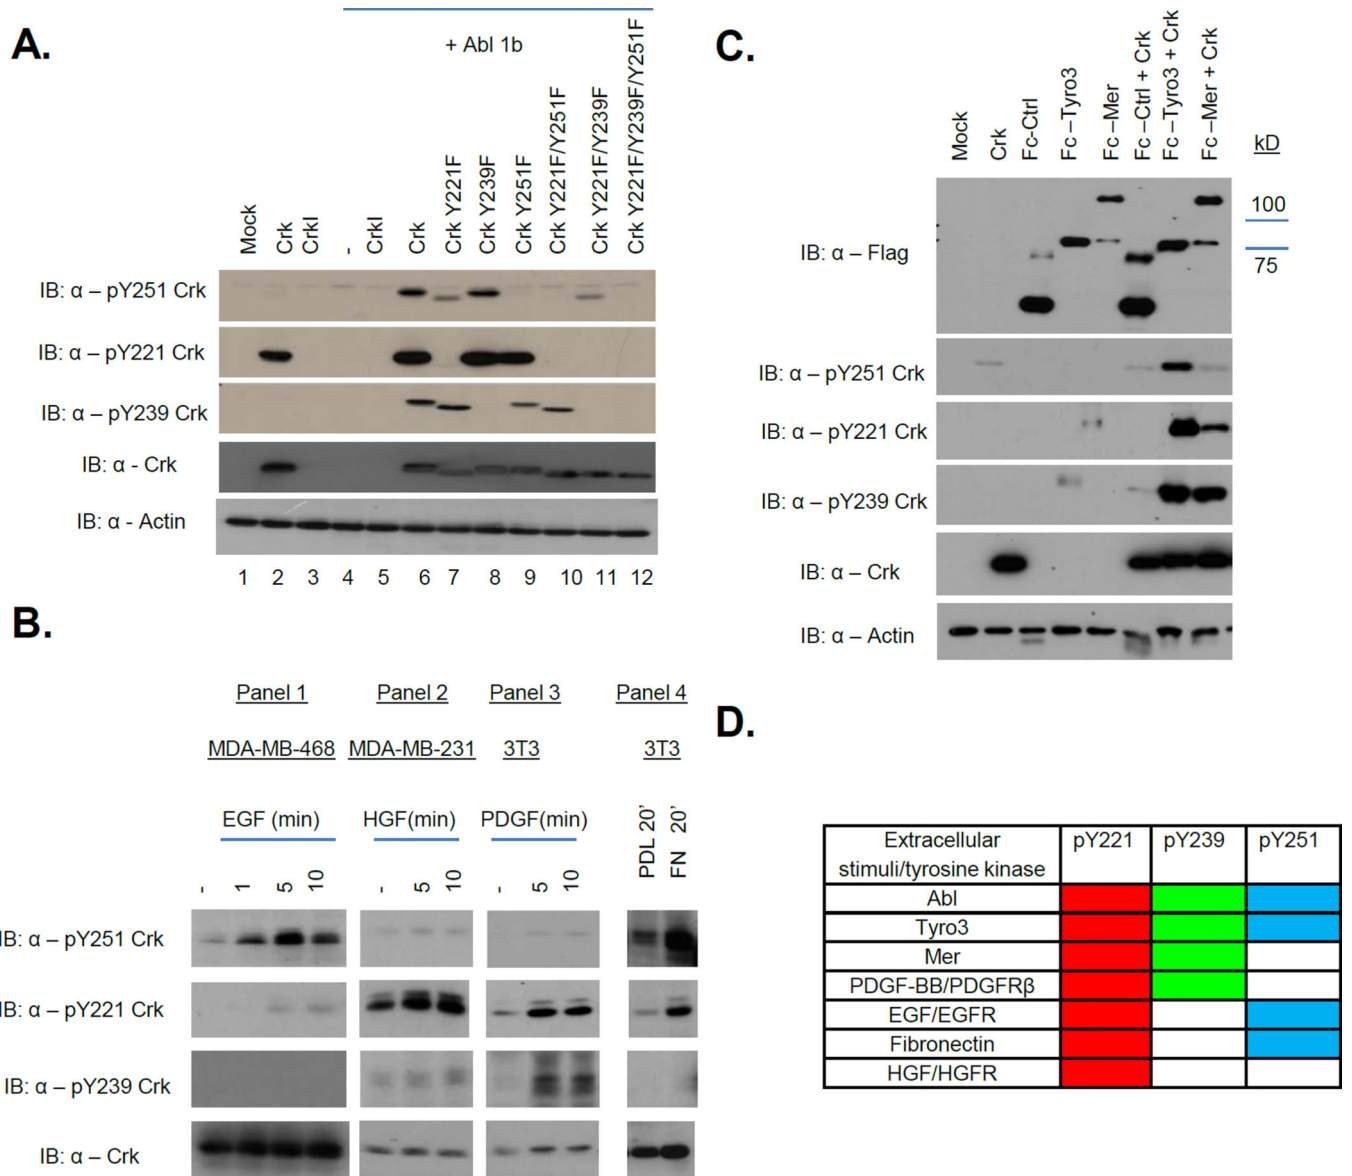 A.
+ Abl 1b
Mock
Crk
CrkI
-
CrkI
Crk
Crk Y221F
Crk Y239F
Crk Y251F
Crk Y221F/Y251F
Crk Y221F/Y239F
Crk Y221F/Y239F/Y251F
IB: α – pY251 Crk
IB: α – pY221 Crk
IB: α – pY239 Crk
IB: α - Crk
IB: α - Actin
1 2 3 4 5 6 7 8 9 10 11 12
B.
Panel 1 Panel 2 Panel 3 Panel 4
MDA-MB-468 MDA-MB-231 3T3 3T3
EGF (min) HGF(min) PDGF(min)
PDL 20'
FN 20'
- 1 5 10 - 5 10 - 5 10
IB: α – pY251 Crk
IB: α – pY221 Crk
IB: α – pY239 Crk
IB: α – Crk
C.
Mock
Crk
Fc-Ctrl
Fc –Tyro3
Fc –Mer
Fc –Ctrl + Crk
Fc –Tyro3 + Crk
Fc –Mer + Crk
kD
100
75
IB: α – Flag
IB: α – pY251 Crk
IB: α – pY221 Crk
IB: α – pY239 Crk
IB: α – Crk
IB: α – Actin
D.
Extracellular pY221 pY239 pY251
stimuli/tyrosine kinase
Abl
Tyro3
Mer
PDGF-BB/PDGFRβ
EGF/EGFR
Fibronectin
HGF/HGFR